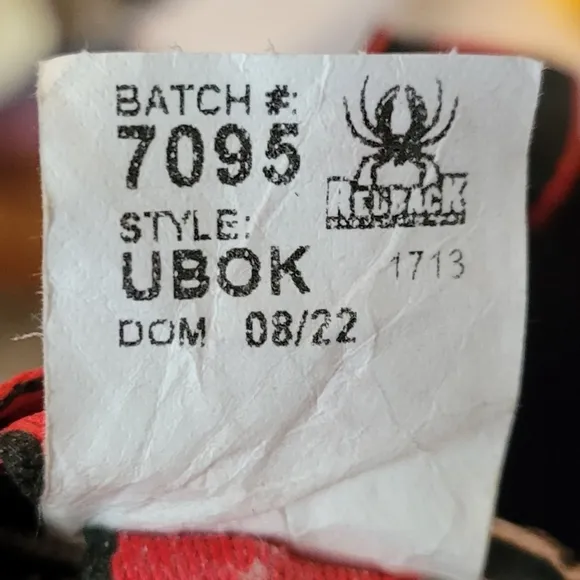 BATCH #:
7095
REDBACK
STYLE:
UBOK
1713
DOM 08/22